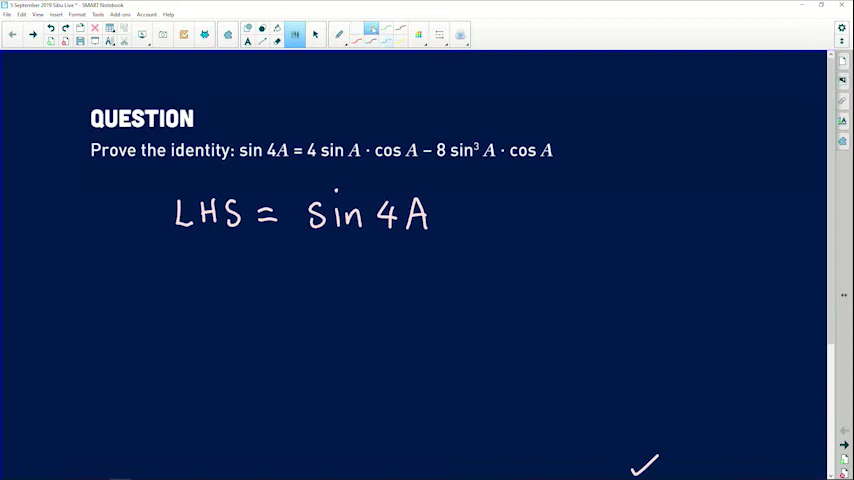 5 September 2019 Sibu Live * - SMART Notebook
File Edit View Insert Format Tools Add-ons Account Help
QUESTION
Prove the identity: sin 4A = 4 sin A · cos A – 8 sin³ A · cos A
LHS = sin 4A